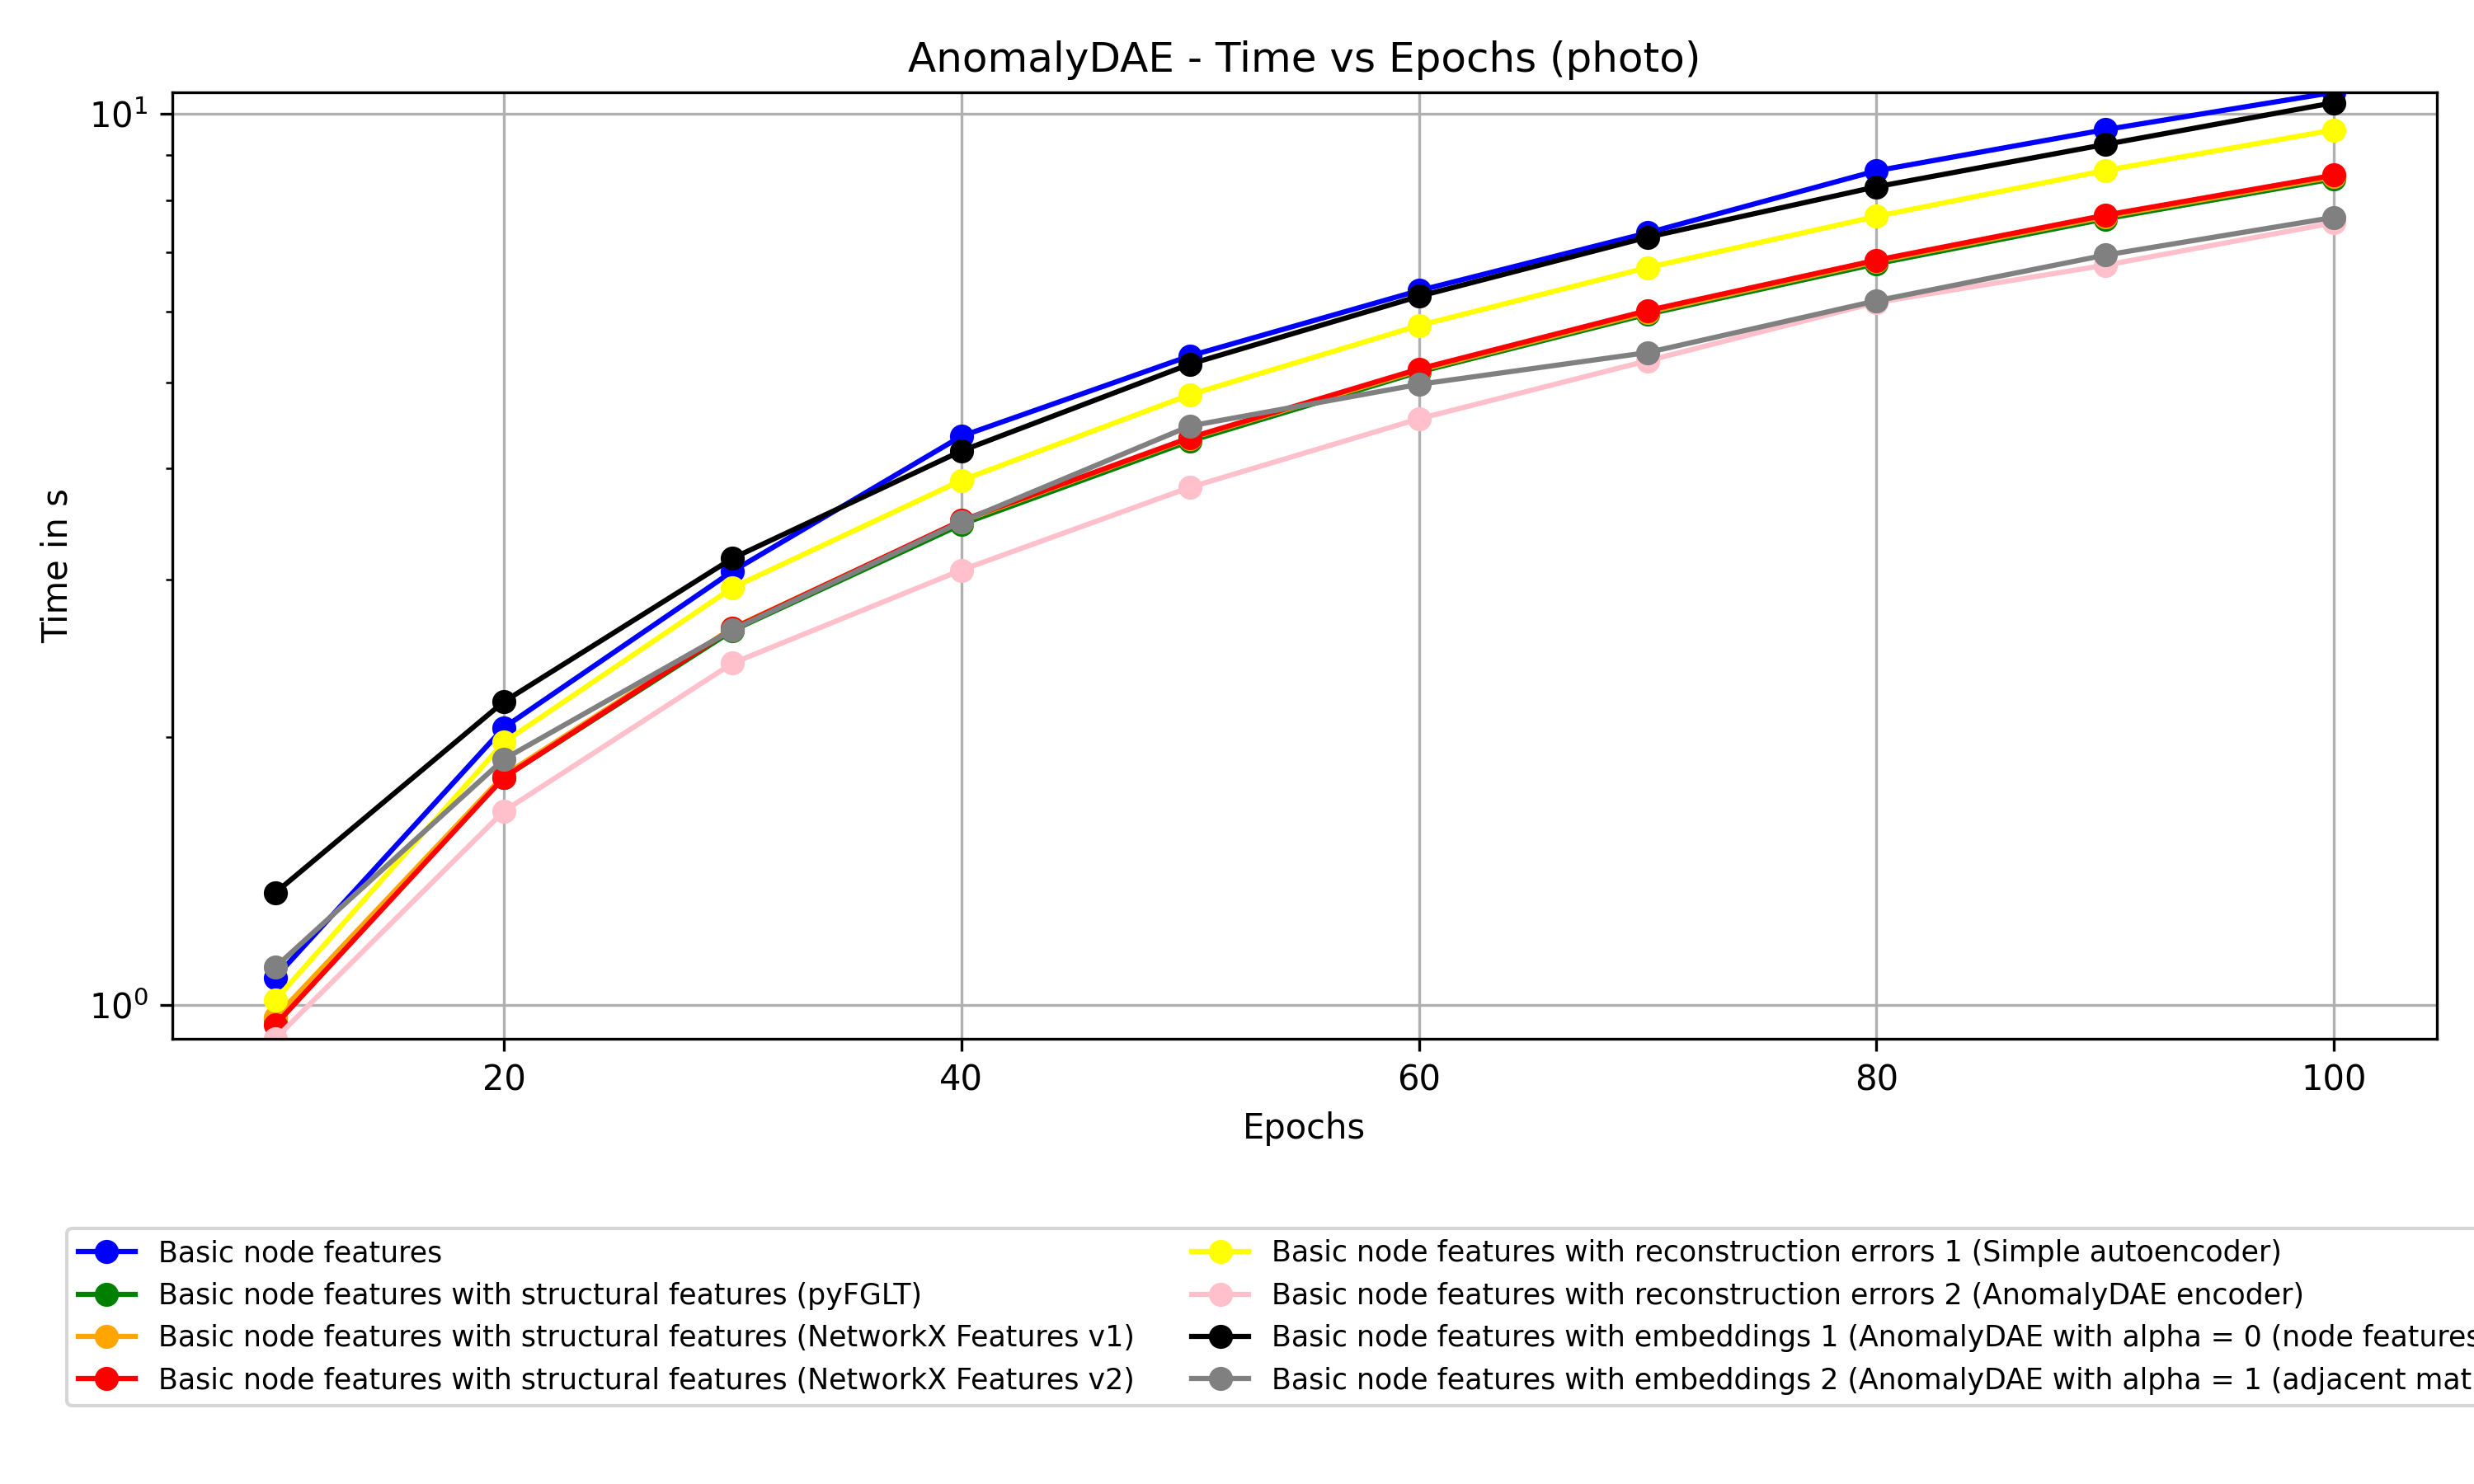 AnomalyDAE - Time vs Epochs (photo)
10¹
10⁰
Time in s
20 40 60 80 100
Epochs
Basic node features
Basic node features with structural features (pyFGLT)
Basic node features with structural features (NetworkX Features v1)
Basic node features with structural features (NetworkX Features v2)
Basic node features with reconstruction errors 1 (Simple autoencoder)
Basic node features with reconstruction errors 2 (AnomalyDAE encoder)
Basic node features with embeddings 1 (AnomalyDAE with alpha = 0 (node features
Basic node features with embeddings 2 (AnomalyDAE with alpha = 1 (adjacent mat